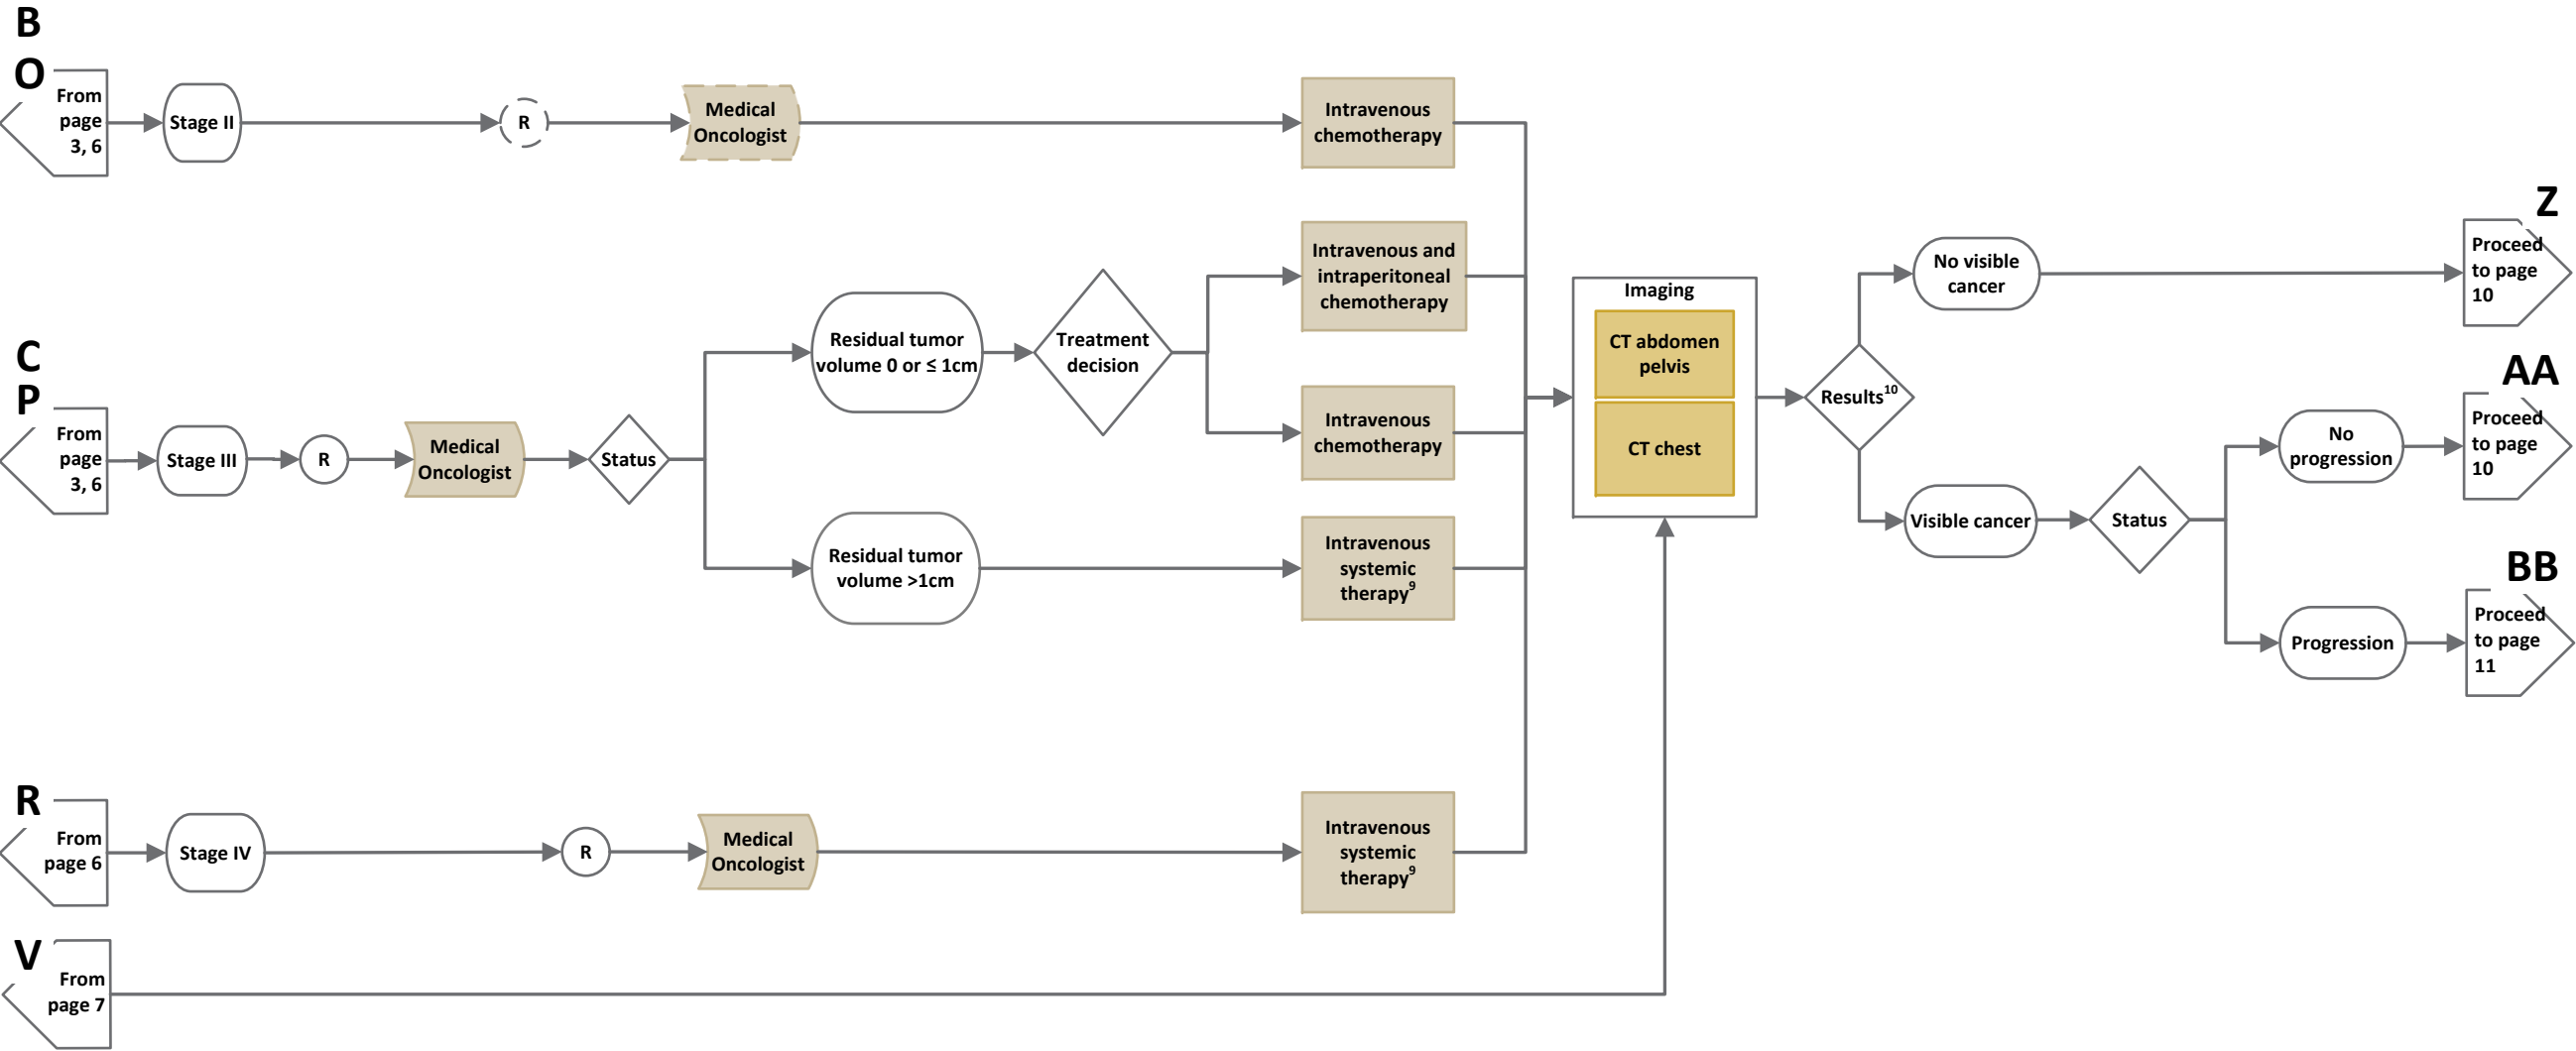 B
O
From
page
3, 6
Stage II
R
Medical
Oncologist
Intravenous
chemotherapy
C
P
From
page
3, 6
Stage III
R
Medical
Oncologist
Status
Residual tumor
volume 0 or ≤ 1cm
Treatment
decision
Intravenous and
intraperitoneal
chemotherapy
Intravenous
chemotherapy
Residual tumor
volume >1cm
Intravenous
systemic
therapy9
R
From
page 6
Stage IV
R
Medical
Oncologist
Intravenous
systemic
therapy9
V
From
page 7
Imaging
CT abdomen
pelvis
CT chest
Results10
No visible
cancer
Z
Proceed
to page
10
Visible cancer
Status
No
progression
AA
Proceed
to page
10
Progression
BB
Proceed
to page
11